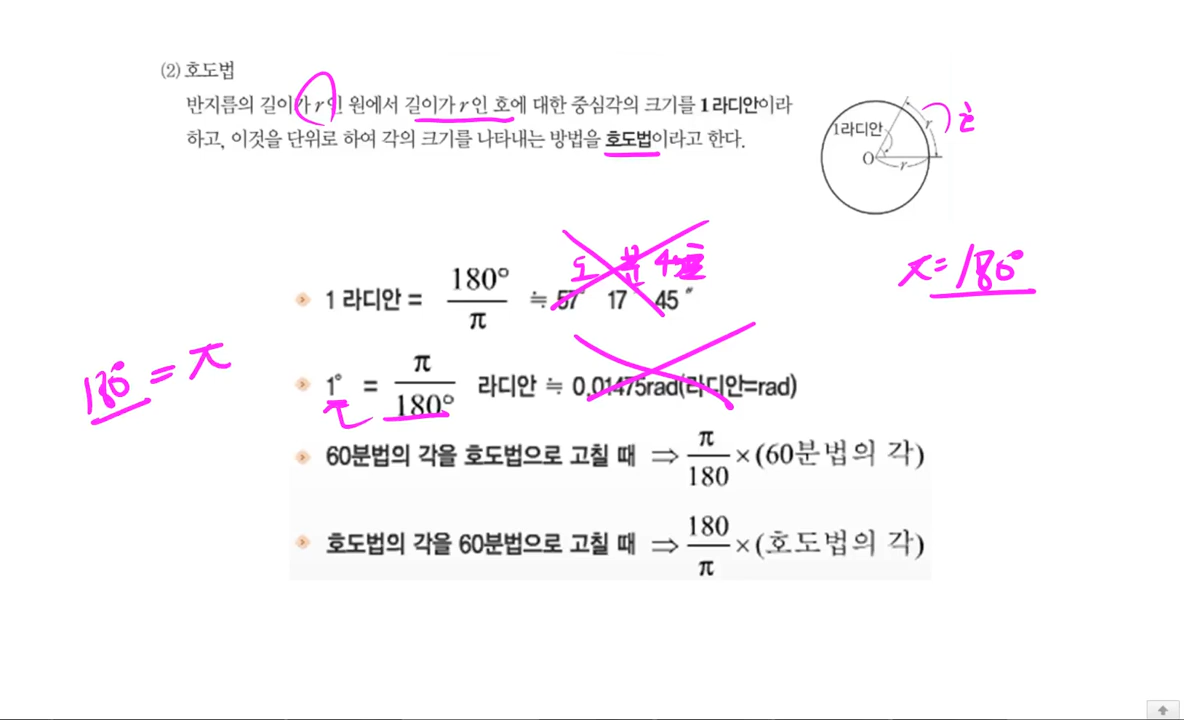 (2) 호도법
반지름의 길이가 r인 원에서 길이가 r인 호에 대한 중심각의 크기를 1라디안이라
하고, 이것을 단위로 하여 각의 크기를 나타내는 방법을 호도법이라고 한다.
1라디안
r
호
O
r
π=180°
도 분 초
1 라디안 = 180°/π ≒ 57° 17 45″
180° = π
1° = π/180° 라디안 ≒ 0.01475rad(라디안=rad)
60분법의 각을 호도법으로 고칠 때 ⇒ π/180 ×(60분법의 각)
호도법의 각을 60분법으로 고칠 때 ⇒ 180/π ×(호도법의 각)